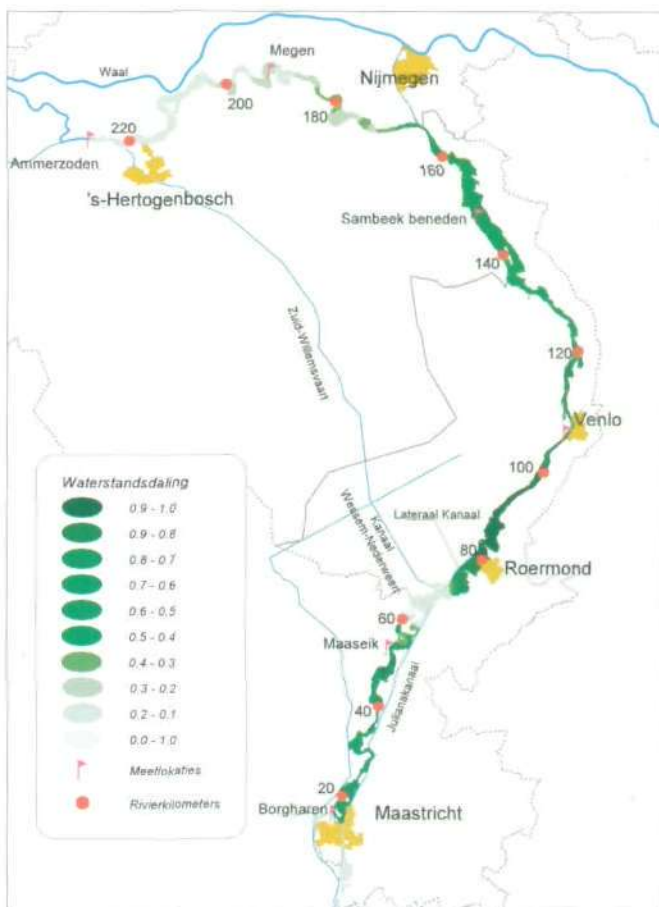 Megen
Waal
Nijmegen
200
180
220
Ammerzoden
160
's-Hertogenbosch
Sambeek beneden
140
Zuid-Willemsvaart
120
Venlo
100
Lateraal Kanaal
Kanaal
Wessem-Nederweert
80
Roermond
60
Maaseik
Julianakanaal
40
20
Borgharen
Maastricht
Waterstandsdaling
0.9 - 1.0
0.9 - 0.8
0.8 - 0.7
0.7 - 0.6
0.6 - 0.5
0.5 - 0.4
0.4 - 0.3
0.3 - 0.2
0.2 - 0.1
0.0 - 1.0
Meetlokaties
Rivierkilometers